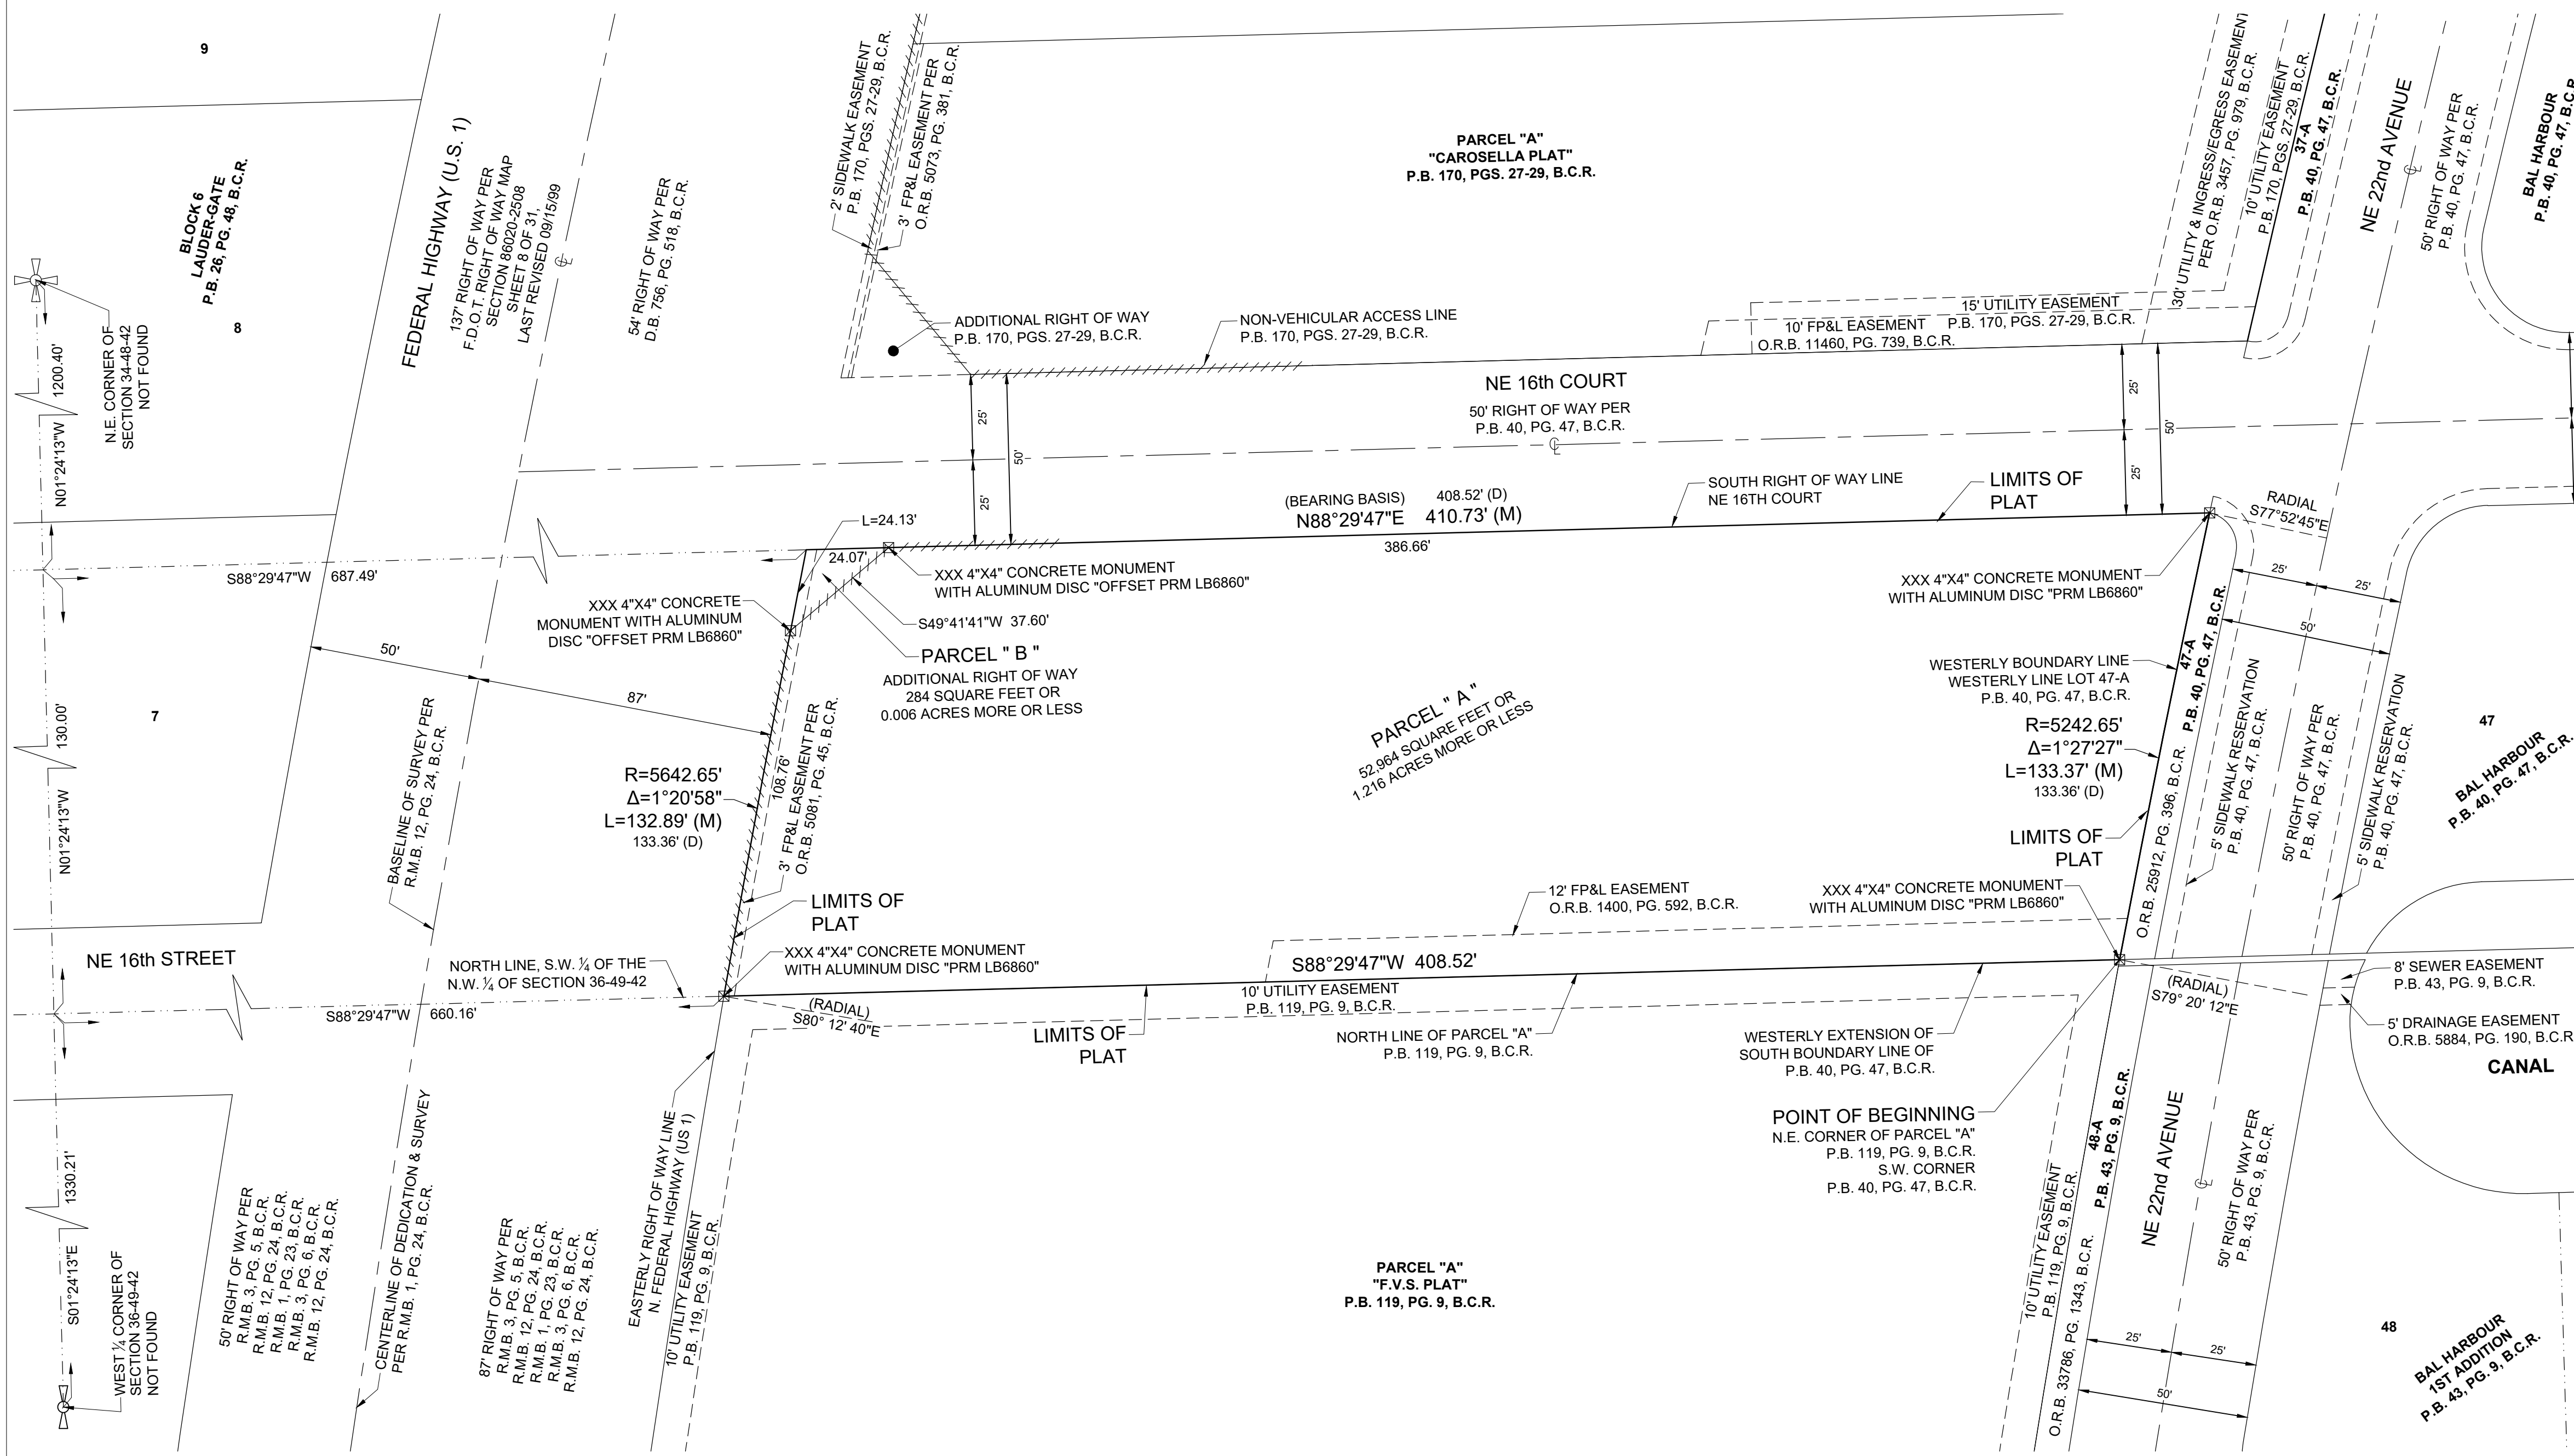 9
BLOCK 6
LAUDER-GATE
P.B. 26, PG. 48, B.C.R.
8
7
N.E. CORNER OF
SECTION 34-48-42
NOT FOUND
N01°24'13"W 1200.40'
N01°24'13"W 130.00'
S01°24'13"E 1330.21'
WEST ¼ CORNER OF
SECTION 36-49-42
NOT FOUND
FEDERAL HIGHWAY (U.S. 1)
137' RIGHT OF WAY PER
F.D.O.T. RIGHT OF WAY MAP
SECTION 86020-2508
SHEET 8 OF 31,
LAST REVISED 09/15/99
54' RIGHT OF WAY PER
D.B. 756, PG. 518, B.C.R.
2' SIDEWALK EASEMENT
P.B. 170, PGS. 27-29, B.C.R.
3' FP&L EASEMENT PER
O.R.B. 5073, PG. 381, B.C.R.
PARCEL "A"
"CAROSELLA PLAT"
P.B. 170, PGS. 27-29, B.C.R.
ADDITIONAL RIGHT OF WAY
P.B. 170, PGS. 27-29, B.C.R.
NON-VEHICULAR ACCESS LINE
P.B. 170, PGS. 27-29, B.C.R.
10' FP&L EASEMENT
O.R.B. 11460, PG. 739, B.C.R.
15' UTILITY EASEMENT
P.B. 170, PGS. 27-29, B.C.R.
30' UTILITY & INGRESS/EGRESS EASEMENT
PER O.R.B. 3457, PG. 979, B.C.R.
10' UTILITY EASEMENT
P.B. 170, PGS. 27-29, B.C.R.
37-A
P.B. 40, PG. 47, B.C.R.
NE 22nd AVENUE
50' RIGHT OF WAY PER
P.B. 40, PG. 47, B.C.R.
BAL HARBOUR
P.B. 40, PG. 47, B.C.R.
NE 16th COURT
50' RIGHT OF WAY PER
P.B. 40, PG. 47, B.C.R.
25'
25'
50'
25'
25'
50'
(BEARING BASIS) 408.52' (D)
N88°29'47"E 410.73' (M)
SOUTH RIGHT OF WAY LINE
NE 16TH COURT
LIMITS OF
PLAT
RADIAL
S77°52'45"E
L=24.13'
24.07'
386.66'
S88°29'47"W 687.49'
XXX 4"X4" CONCRETE MONUMENT
WITH ALUMINUM DISC "OFFSET PRM LB6860"
XXX 4"X4" CONCRETE
MONUMENT WITH ALUMINUM
DISC "OFFSET PRM LB6860"
S49°41'41"W 37.60'
PARCEL " B "
ADDITIONAL RIGHT OF WAY
284 SQUARE FEET OR
0.006 ACRES MORE OR LESS
XXX 4"X4" CONCRETE MONUMENT
WITH ALUMINUM DISC "PRM LB6860"
25'
25'
50'
50'
87'
BASELINE OF SURVEY PER
R.M.B. 12, PG. 24, B.C.R.
R=5642.65'
Δ=1°20'58"
L=132.89' (M)
133.36' (D)
108.76'
3' FP&L EASEMENT PER
O.R.B. 5081, PG. 45, B.C.R.
PARCEL " A "
52,964 SQUARE FEET OR
1.216 ACRES MORE OR LESS
WESTERLY BOUNDARY LINE
WESTERLY LINE LOT 47-A
P.B. 40, PG. 47, B.C.R.
R=5242.65'
Δ=1°27'27"
L=133.37' (M)
133.36' (D)
LIMITS OF
PLAT
47-A
P.B. 40, PG. 47, B.C.R.
O.R.B. 25912, PG. 396, B.C.R.
5' SIDEWALK RESERVATION
P.B. 40, PG. 47, B.C.R.
50' RIGHT OF WAY PER
P.B. 40, PG. 47, B.C.R.
5' SIDEWALK RESERVATION
P.B. 40, PG. 47, B.C.R.
47
BAL HARBOUR
P.B. 40, PG. 47, B.C.R.
LIMITS OF
PLAT
12' FP&L EASEMENT
O.R.B. 1400, PG. 592, B.C.R.
XXX 4"X4" CONCRETE MONUMENT
WITH ALUMINUM DISC "PRM LB6860"
NE 16th STREET
NORTH LINE, S.W. ¼ OF THE
N.W. ¼ OF SECTION 36-49-42
XXX 4"X4" CONCRETE MONUMENT
WITH ALUMINUM DISC "PRM LB6860"
S88°29'47"W 408.52'
S88°29'47"W 660.16'
(RADIAL)
S80° 12' 40"E
10' UTILITY EASEMENT
P.B. 119, PG. 9, B.C.R.
LIMITS OF
PLAT
NORTH LINE OF PARCEL "A"
P.B. 119, PG. 9, B.C.R.
WESTERLY EXTENSION OF
SOUTH BOUNDARY LINE OF
P.B. 40, PG. 47, B.C.R.
(RADIAL)
S79° 20' 12"E
8' SEWER EASEMENT
P.B. 43, PG. 9, B.C.R.
5' DRAINAGE EASEMENT
O.R.B. 5884, PG. 190, B.C.R
CANAL
POINT OF BEGINNING
N.E. CORNER OF PARCEL "A"
P.B. 119, PG. 9, B.C.R.
S.W. CORNER
P.B. 40, PG. 47, B.C.R.
50' RIGHT OF WAY PER
R.M.B. 3, PG. 5, B.C.R.
R.M.B. 12, PG. 24, B.C.R.
R.M.B. 1, PG. 23, B.C.R.
R.M.B. 3, PG. 6, B.C.R.
R.M.B. 12, PG. 24, B.C.R.
CENTERLINE OF DEDICATION & SURVEY
PER R.M.B. 1, PG. 24, B.C.R.
87' RIGHT OF WAY PER
R.M.B. 3, PG. 5, B.C.R.
R.M.B. 12, PG. 24, B.C.R.
R.M.B. 1, PG. 23, B.C.R.
R.M.B. 3, PG. 6, B.C.R.
R.M.B. 12, PG. 24, B.C.R.
EASTERLY RIGHT OF WAY LINE
N. FEDERAL HIGHWAY (US 1)
10' UTILITY EASEMENT
P.B. 119, PG. 9, B.C.R.
PARCEL "A"
"F.V.S. PLAT"
P.B. 119, PG. 9, B.C.R.
10' UTILITY EASEMENT
P.B. 119, PG. 9, B.C.R.
O.R.B. 33786, PG. 1343, B.C.R.
48-A
P.B. 43, PG. 9, B.C.R.
NE 22nd AVENUE
50' RIGHT OF WAY PER
P.B. 43, PG. 9, B.C.R.
25'
25'
50'
48
BAL HARBOUR
1ST ADDITION
P.B. 43, PG. 9, B.C.R.